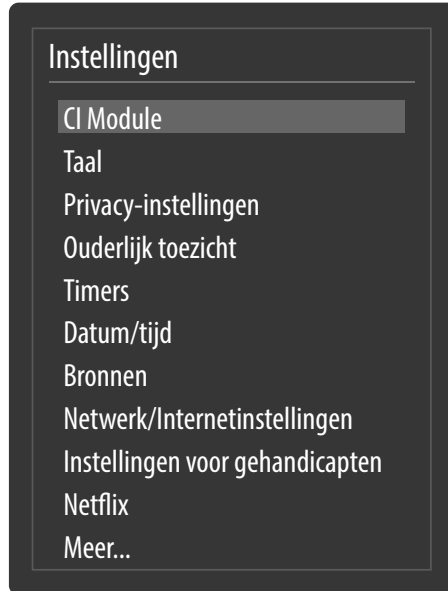 Instellingen
CI Module
Taal
Privacy-instellingen
Ouderlijk toezicht
Timers
Datum/tijd
Bronnen
Netwerk/Internetinstellingen
Instellingen voor gehandicapten
Netflix
Meer...